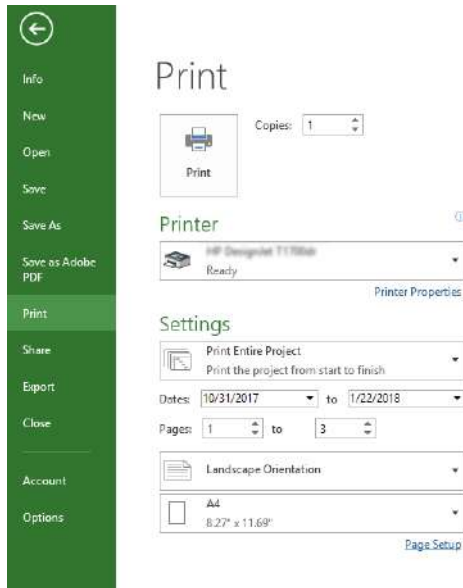 Info
New
Open
Save
Save As
Save as Adobe
PDF
Print
Share
Export
Close
Account
Options
Print
Copies: 1
Print
Printer
HP DesignJet
Ready
Printer Properties
Settings
Print Entire Project
Print the project from start to finish
Dates: 10/31/2017 to 1/22/2018
Pages: 1 to 3
Landscape Orientation
A4
8.27" x 11.69"
Page Setup